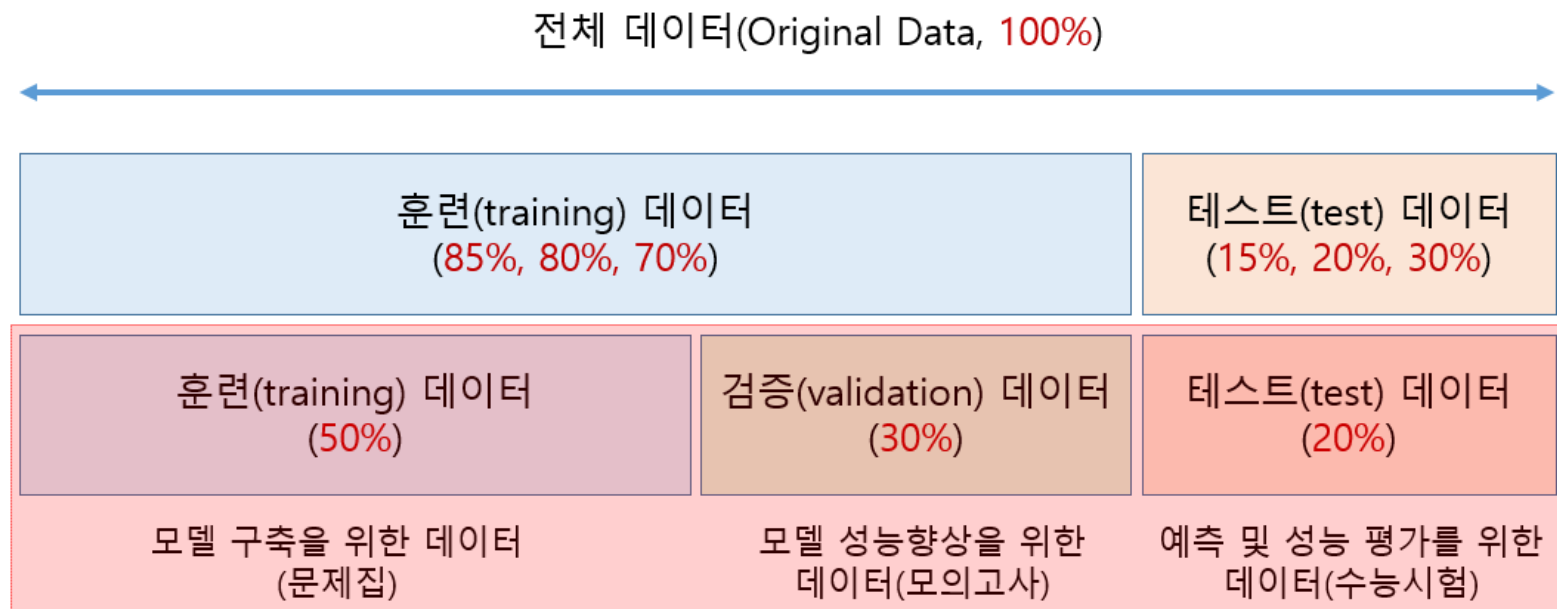 전체 데이터(Original Data, 100%)
훈련(training) 데이터
(85%, 80%, 70%)
테스트(test) 데이터
(15%, 20%, 30%)
훈련(training) 데이터
(50%)
검증(validation) 데이터
(30%)
테스트(test) 데이터
(20%)
모델 구축을 위한 데이터
(문제집)
모델 성능향상을 위한
데이터(모의고사)
예측 및 성능 평가를 위한
데이터(수능시험)